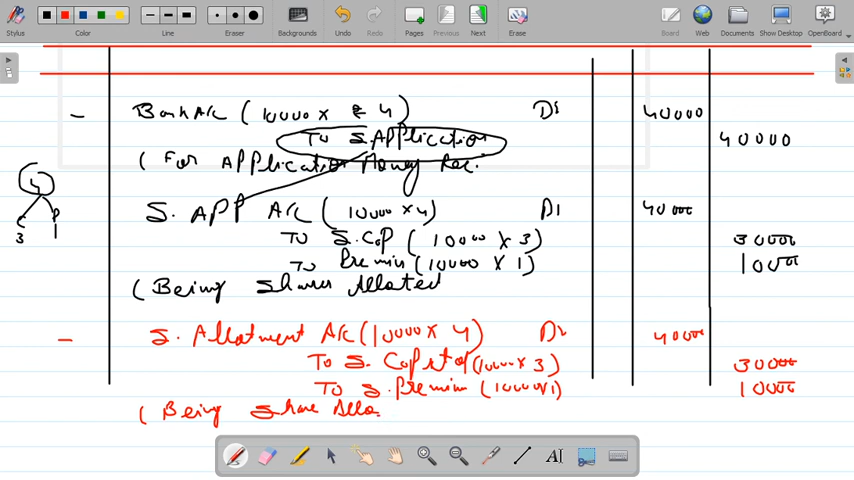 Stylus Color Line Eraser Backgrounds Undo Redo Pages Previous Next Erase Board Web Documents Show Desktop OpenBoard
- Bank A/c (10000 x 4) Dr 40000
To S. Application 40000
(For Application Money Rec.
4
S. APP A/c (10000 x 4) Dr 40000
C P
3 1
To S. Cap (10000 x 3) 30000
To Premium (10000 x 1) 10000
(Being Shares Allotted
- S. Allotment A/c (10000 x 4) Dr 40000
To S. Capital (10000 x 3) 30000
To S. Premium (10000x1) 10000
(Being Share Allo